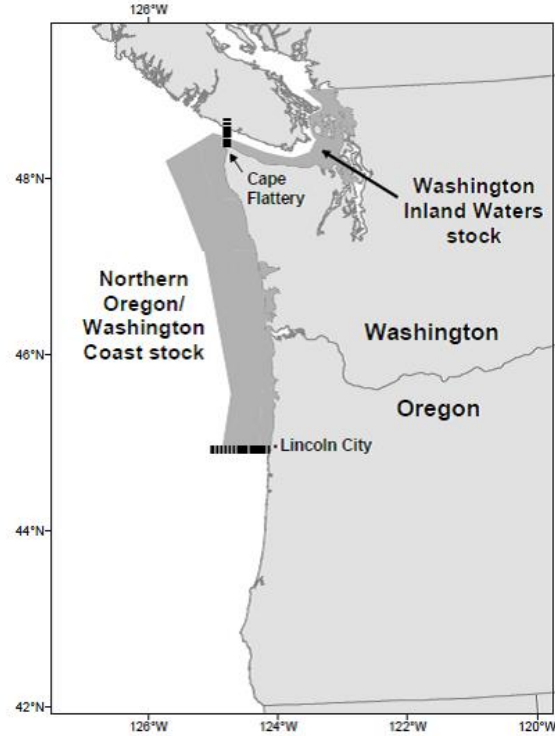 126°W
48°N
Cape
Flattery
Washington
Inland Waters
stock
Northern
Oregon/
Washington
Coast stock
Washington
46°N
Oregon
Lincoln City
44°N
42°N
126°W
124°W
122°W
120°W